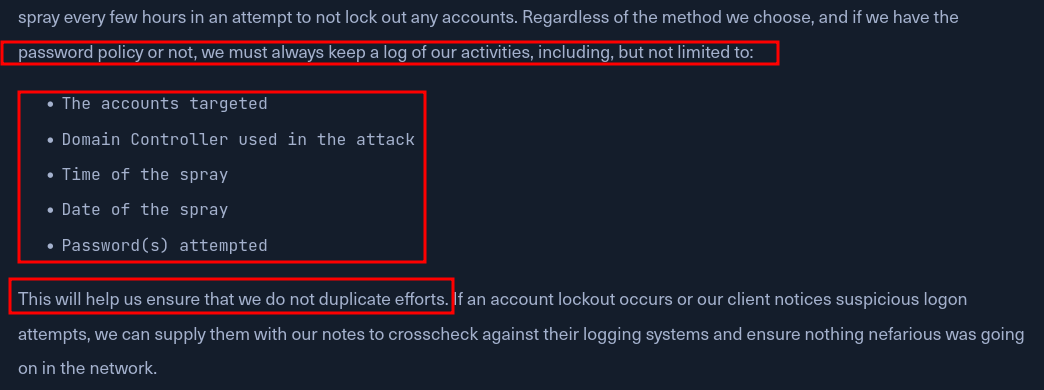 spray every few hours in an attempt to not lock out any accounts. Regardless of the method we choose, and if we have the
password policy or not, we must always keep a log of our activities, including, but not limited to:
• The accounts targeted
• Domain Controller used in the attack
• Time of the spray
• Date of the spray
• Password(s) attempted
This will help us ensure that we do not duplicate efforts. If an account lockout occurs or our client notices suspicious logon
attempts, we can supply them with our notes to crosscheck against their logging systems and ensure nothing nefarious was going
on in the network.